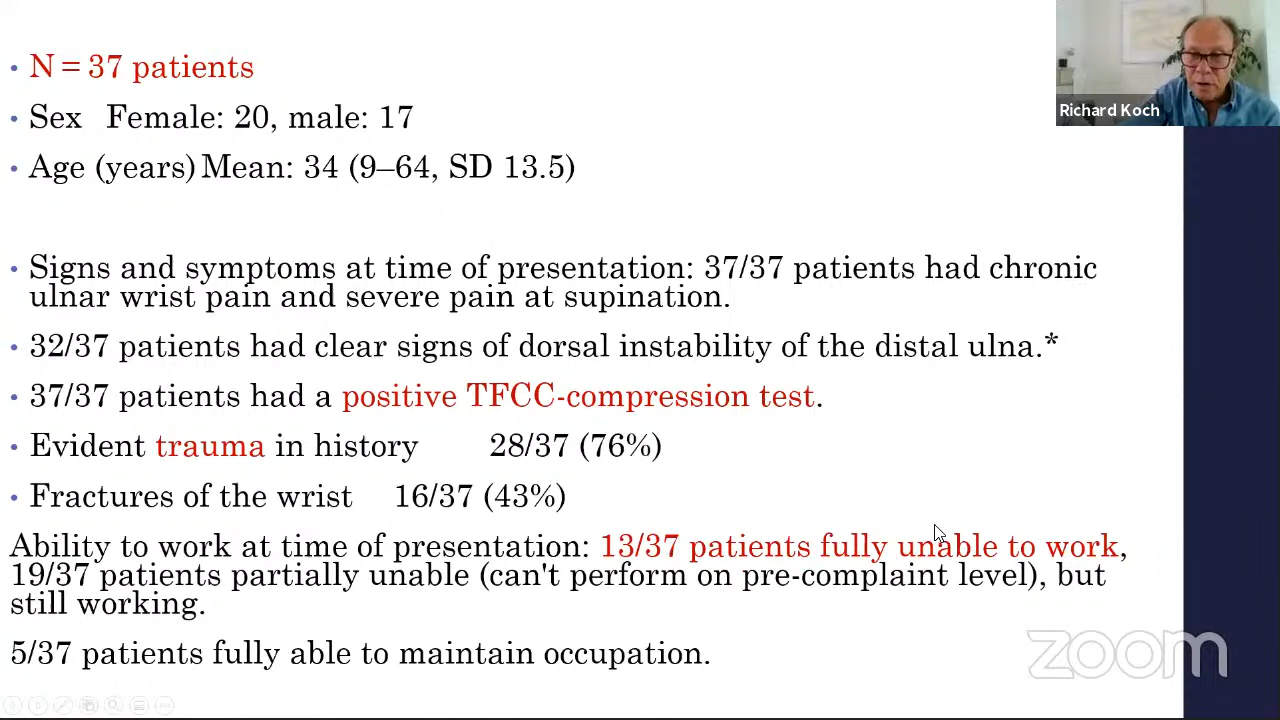 Richard Koch
• N = 37 patients
• Sex Female: 20, male: 17
• Age (years) Mean: 34 (9–64, SD 13.5)
• Signs and symptoms at time of presentation: 37/37 patients had chronic
ulnar wrist pain and severe pain at supination.
• 32/37 patients had clear signs of dorsal instability of the distal ulna.*
• 37/37 patients had a positive TFCC-compression test.
• Evident trauma in history 28/37 (76%)
• Fractures of the wrist 16/37 (43%)
Ability to work at time of presentation: 13/37 patients fully unable to work,
19/37 patients partially unable (can't perform on pre-complaint level), but
still working.
5/37 patients fully able to maintain occupation.
zoom